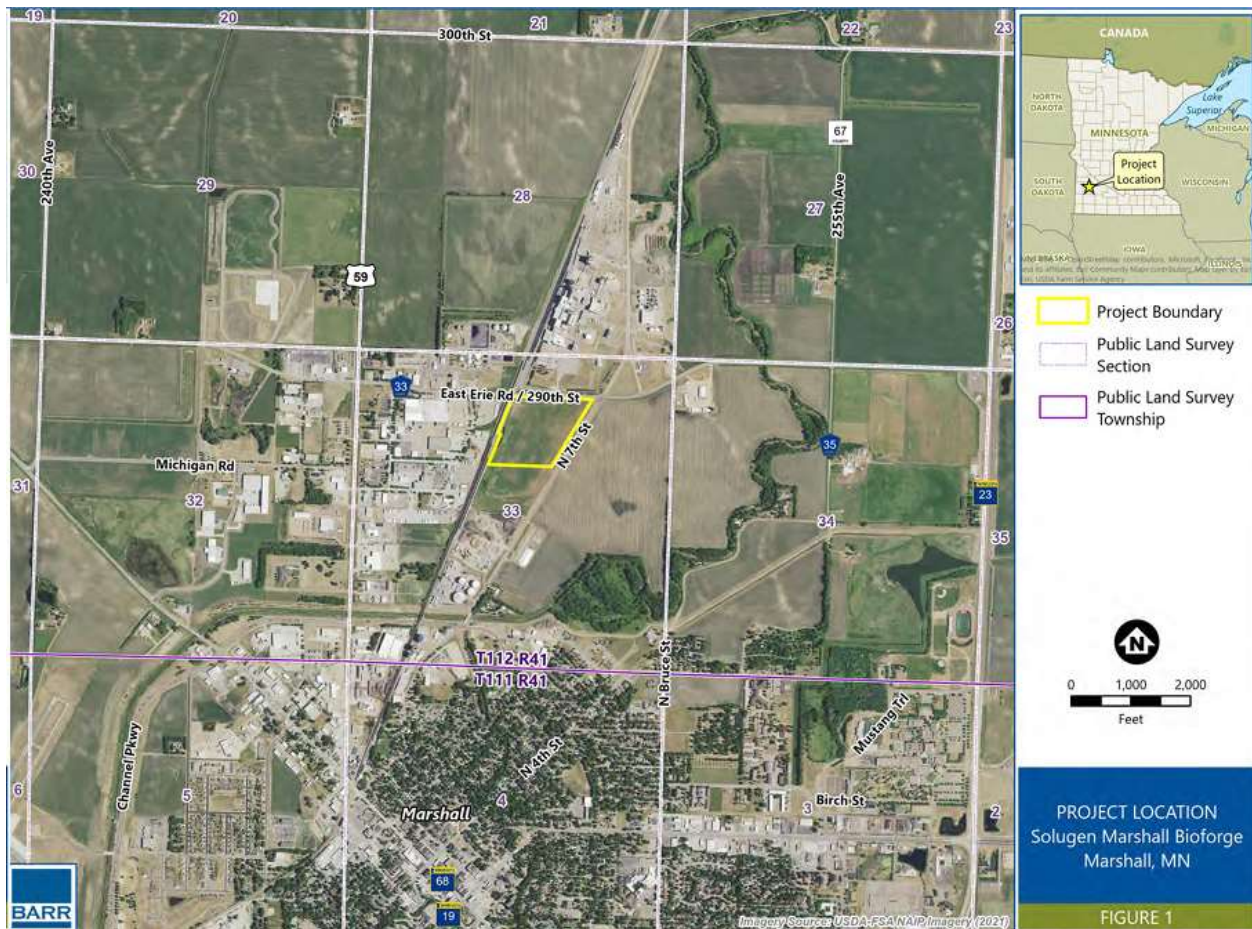 19
20
21
22
23
300th St
240th Ave
67
COUNTY
30
29
28
27
255th Ave
59
26
33
East Erie Rd / 290th St
N 7th St
35
Michigan Rd
31
32
33
34
23
35
T112 R41
T111 R41
N Bruce St
Channel Pkwy
N 4th St
Mustang Trl
6
5
4
3
2
Birch St
Marshall
68
19
BARR
Imagery Source: USDA-FSA NAIP Imagery (2021)
CANADA
NORTH
DAKOTA
Lake
Superior
MICHIGAN
MINNESOTA
Project
Location
SOUTH
DAKOTA
WISCONSIN
IOWA
ILLINOIS
Project Boundary
Public Land Survey
Section
Public Land Survey
Township
N
0 1,000 2,000
Feet
PROJECT LOCATION
Solugen Marshall Bioforge
Marshall, MN
FIGURE 1